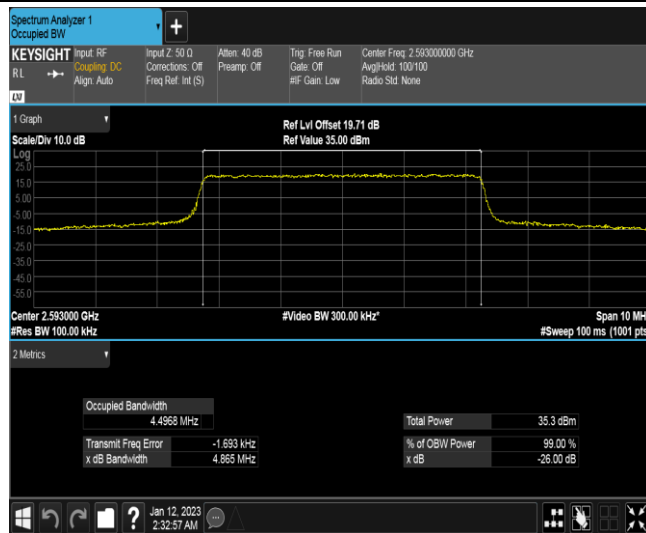 Spectrum Analyzer 1
Occupied BW
+
KEYSIGHT
RL
Input: RF
Coupling: DC
Align: Auto
Input Z: 50 Ω
Corrections: Off
Freq Ref: Int (S)
Atten: 40 dB
Preamp: Off
Trig: Free Run
Gate: Off
#IF Gain: Low
Center Freq: 2.593000000 GHz
Avg|Hold: 100/100
Radio Std: None
1 Graph
Scale/Div 10.0 dB
Ref Lvl Offset 19.71 dB
Ref Value 35.00 dBm
Log
25.0
15.0
5.00
-5.00
-15.0
-25.0
-35.0
-45.0
-55.0
Center 2.593000 GHz
#Video BW 300.00 kHz*
Span 10 MH
#Res BW 100.00 kHz
#Sweep 100 ms (1001 pts
2 Metrics
Occupied Bandwidth
4.4968 MHz
Total Power 35.3 dBm
Transmit Freq Error -1.693 kHz
% of OBW Power 99.00 %
x dB Bandwidth 4.865 MHz
x dB -26.00 dB
?
Jan 12, 2023
2:32:57 AM